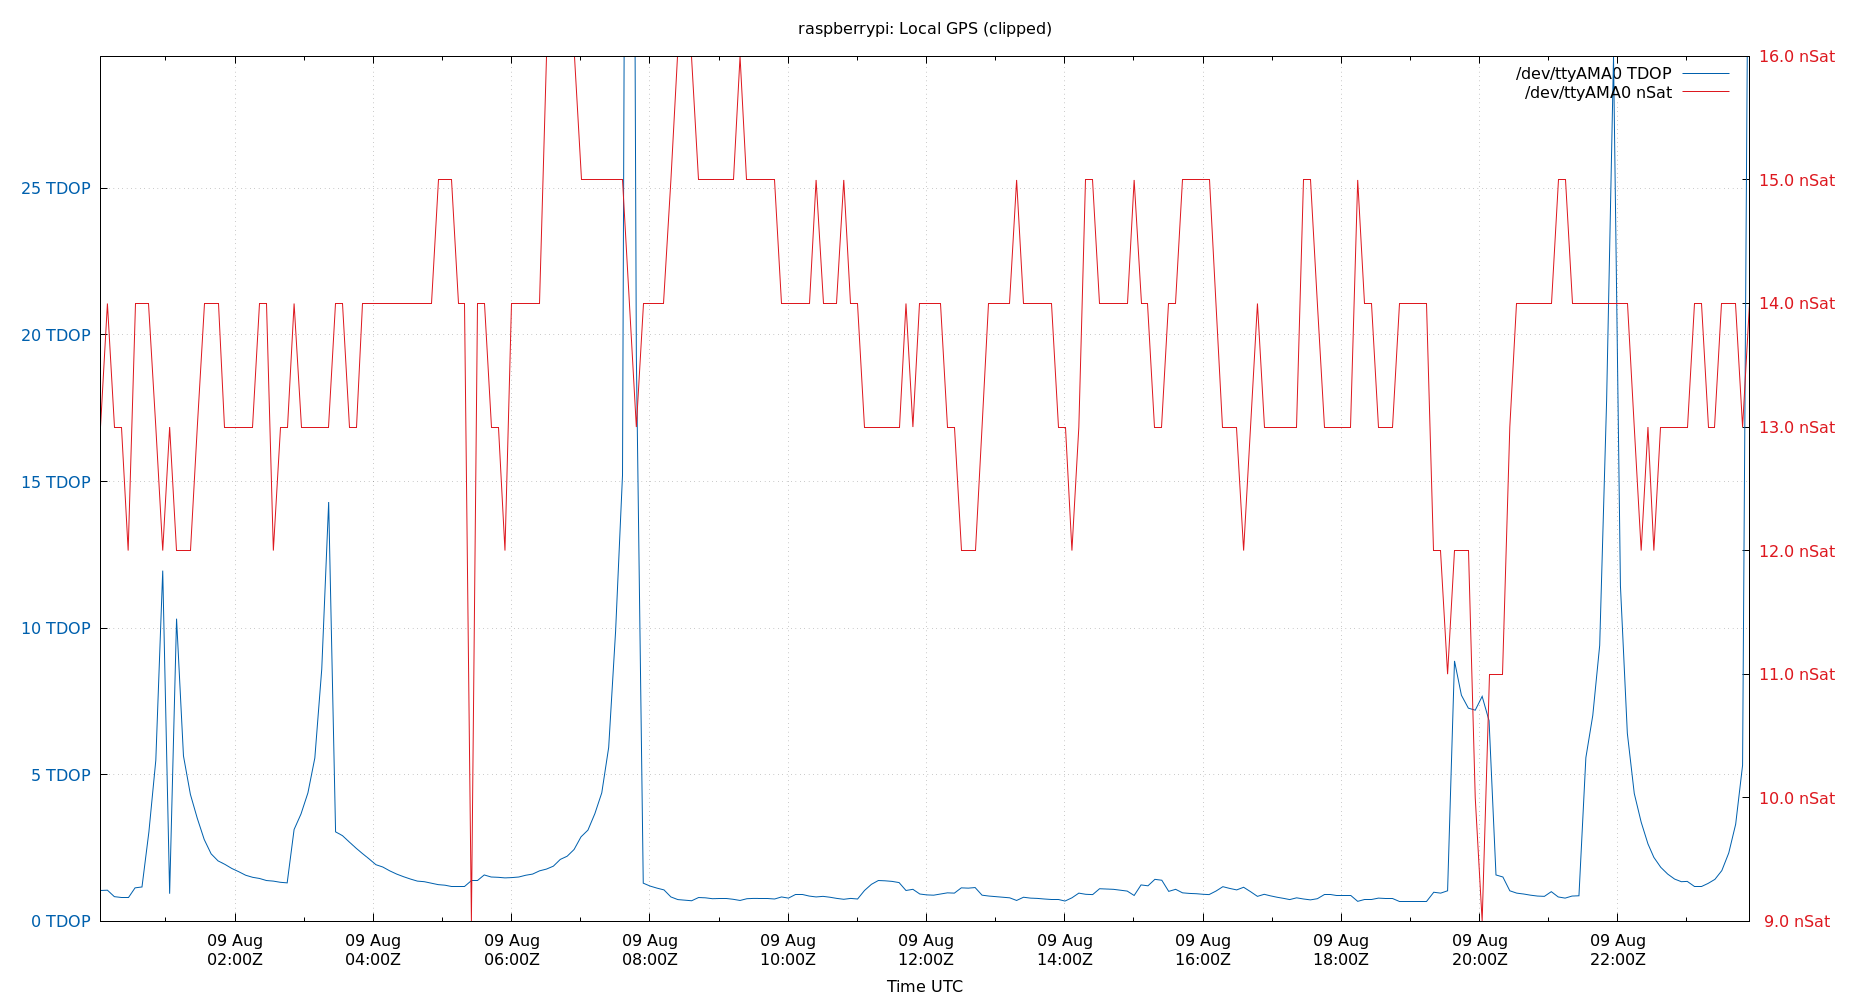 raspberrypi: Local GPS (clipped)
16.0 nSat
/dev/ttyAMA0 TDOP
/dev/ttyAMA0 nSat
25 TDOP
15.0 nSat
20 TDOP
14.0 nSat
13.0 nSat
15 TDOP
12.0 nSat
10 TDOP
11.0 nSat
5 TDOP
10.0 nSat
0 TDOP
9.0 nSat
09 Aug 09 Aug 09 Aug 09 Aug 09 Aug 09 Aug 09 Aug 09 Aug 09 Aug 09 Aug 09 Aug
02:00Z 04:00Z 06:00Z 08:00Z 10:00Z 12:00Z 14:00Z 16:00Z 18:00Z 20:00Z 22:00Z
Time UTC